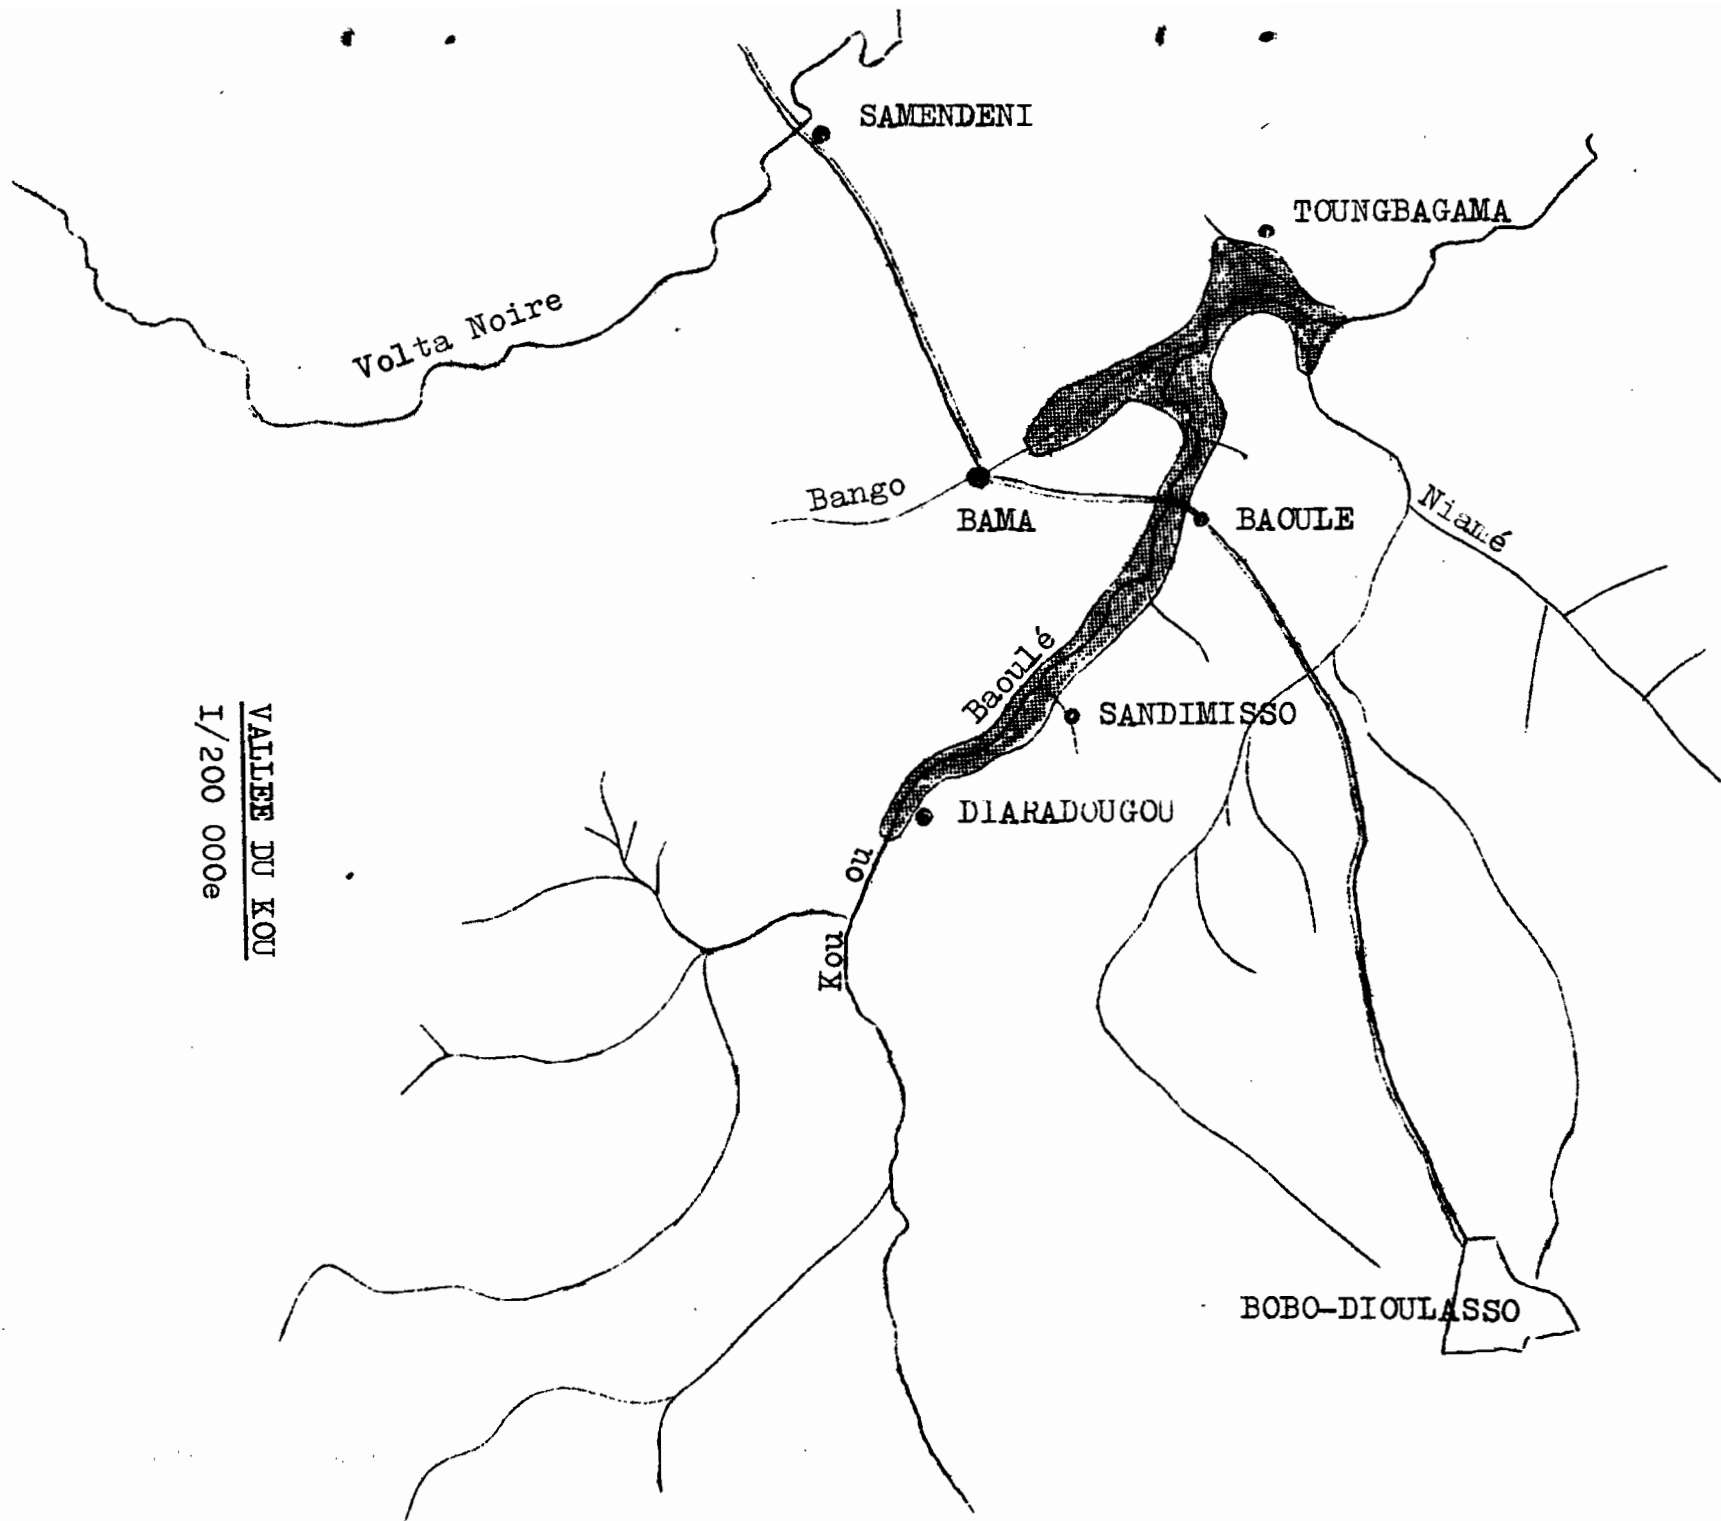 SAMENDENI
TOUNGBAGAMA
Volta Noire
Bango
BAMA
BAOULE
Niamé
Baoulé
SANDIMISSO
DIARADOUGOU
ou
Kou
VALLEE DU KOU
I/200 000e
BOBO-DIOULASSO